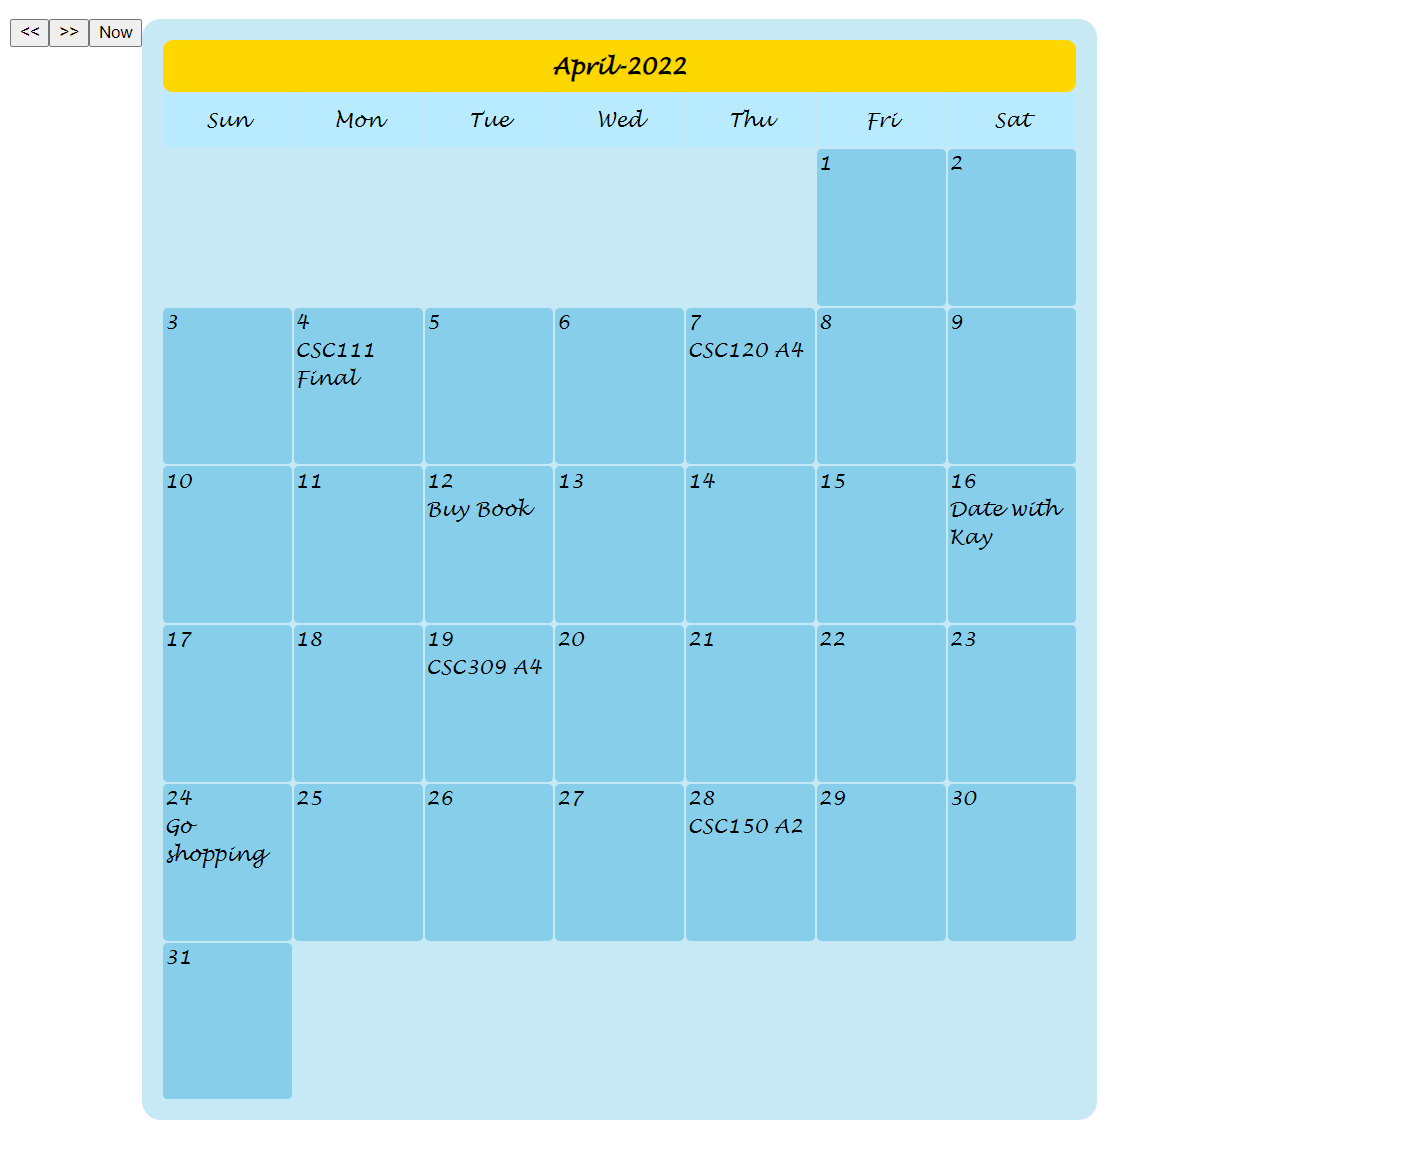 << >> Now
April-2022
Sun Mon Tue Wed Thu Fri Sat
1 2
3 4 5 6 7 8 9
CSC111 CSC120 A4
Final
10 11 12 13 14 15 16
Buy Book Date with
Kay
17 18 19 20 21 22 23
CSC309 A4
24 25 26 27 28 29 30
Go CSC150 A2
shopping
31